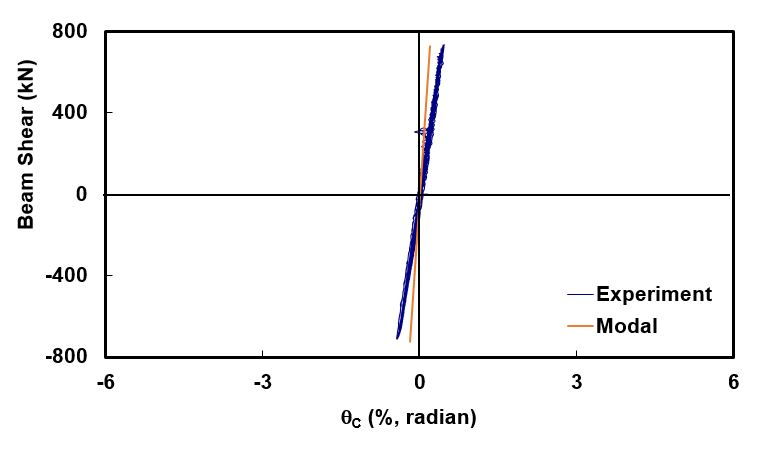 800
400
0
-400
-800
Beam Shear (kN)
Experiment
Modal
-6
-3
0
3
6
θC (%, radian)